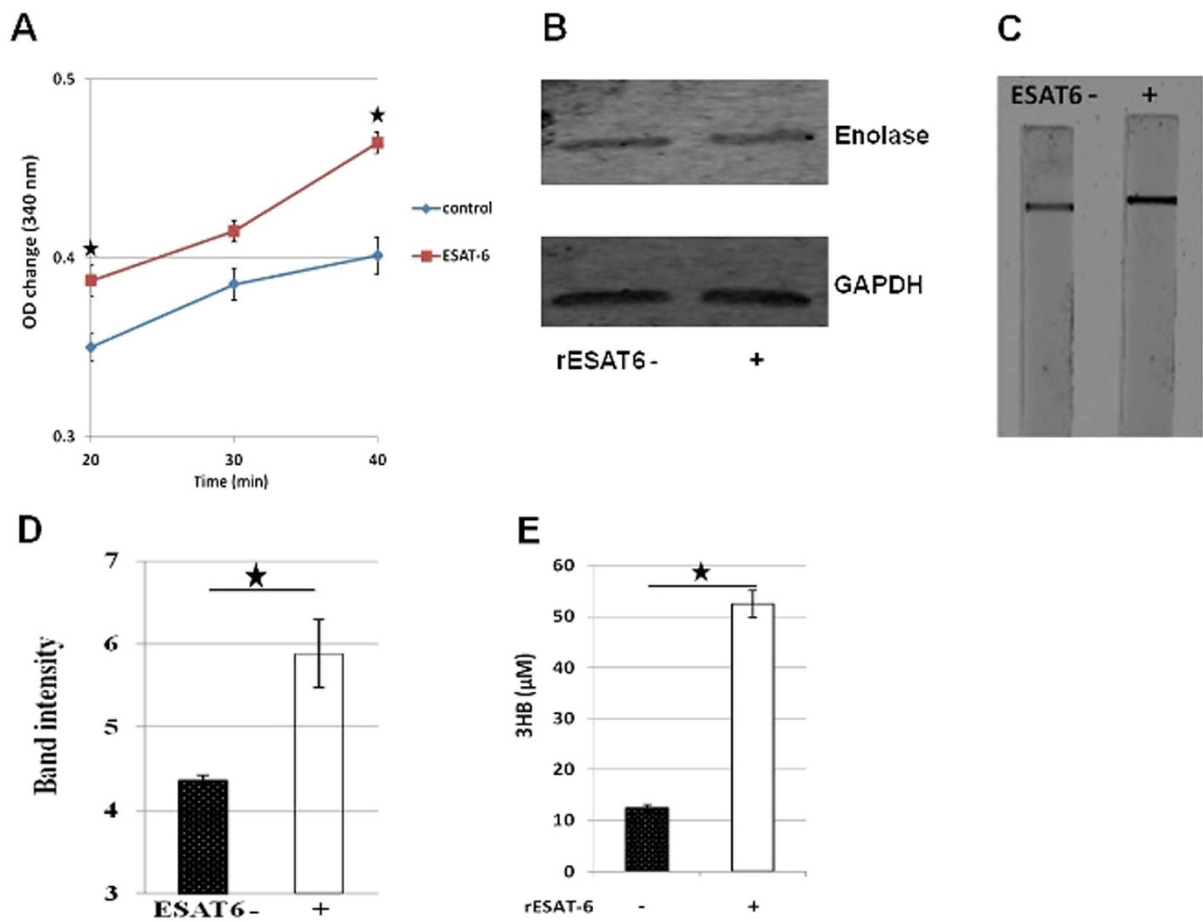 A
0.5
0.4
0.3
OD change (340 nm)
20 30 40
Time (min)
control
ESAT-6
B
Enolase
GAPDH
rESAT6 - +
C
ESAT6 - +
D
7
6
5
4
3
Band intensity
ESAT6 - +
E
60
50
40
30
20
10
0
3HB (µM)
rESAT-6 - +